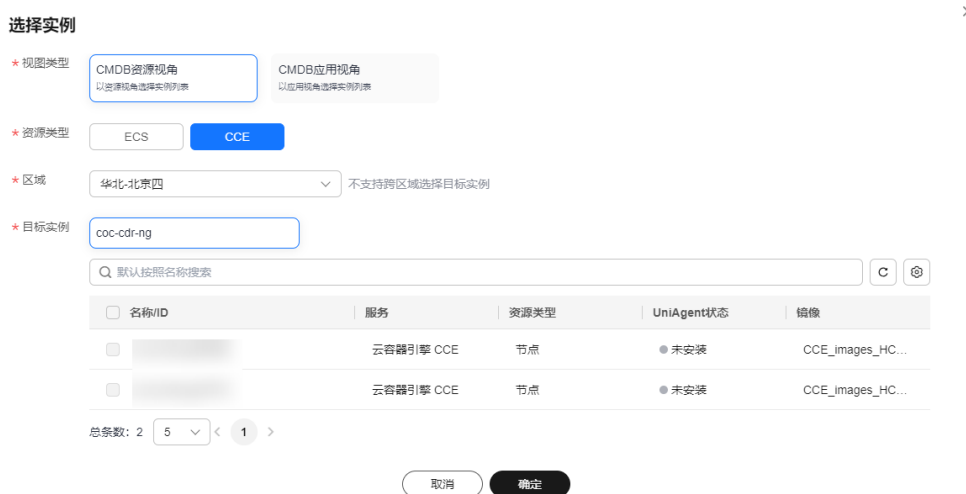 选择实例
* 视图类型
CMDB资源视角
以资源视角选择实例列表
CMDB应用视角
以应用视角选择实例列表
* 资源类型 ECS CCE
* 区域 华北-北京四 不支持跨区域选择目标实例
* 目标实例 coc-cdr-ng
默认按照名称搜索
名称/ID 服务 资源类型 UniAgent状态 镜像
云容器引擎 CCE 节点 未安装 CCE_images_HC...
云容器引擎 CCE 节点 未安装 CCE_images_HC...
总条数: 2 5 < 1 >
取消 确定